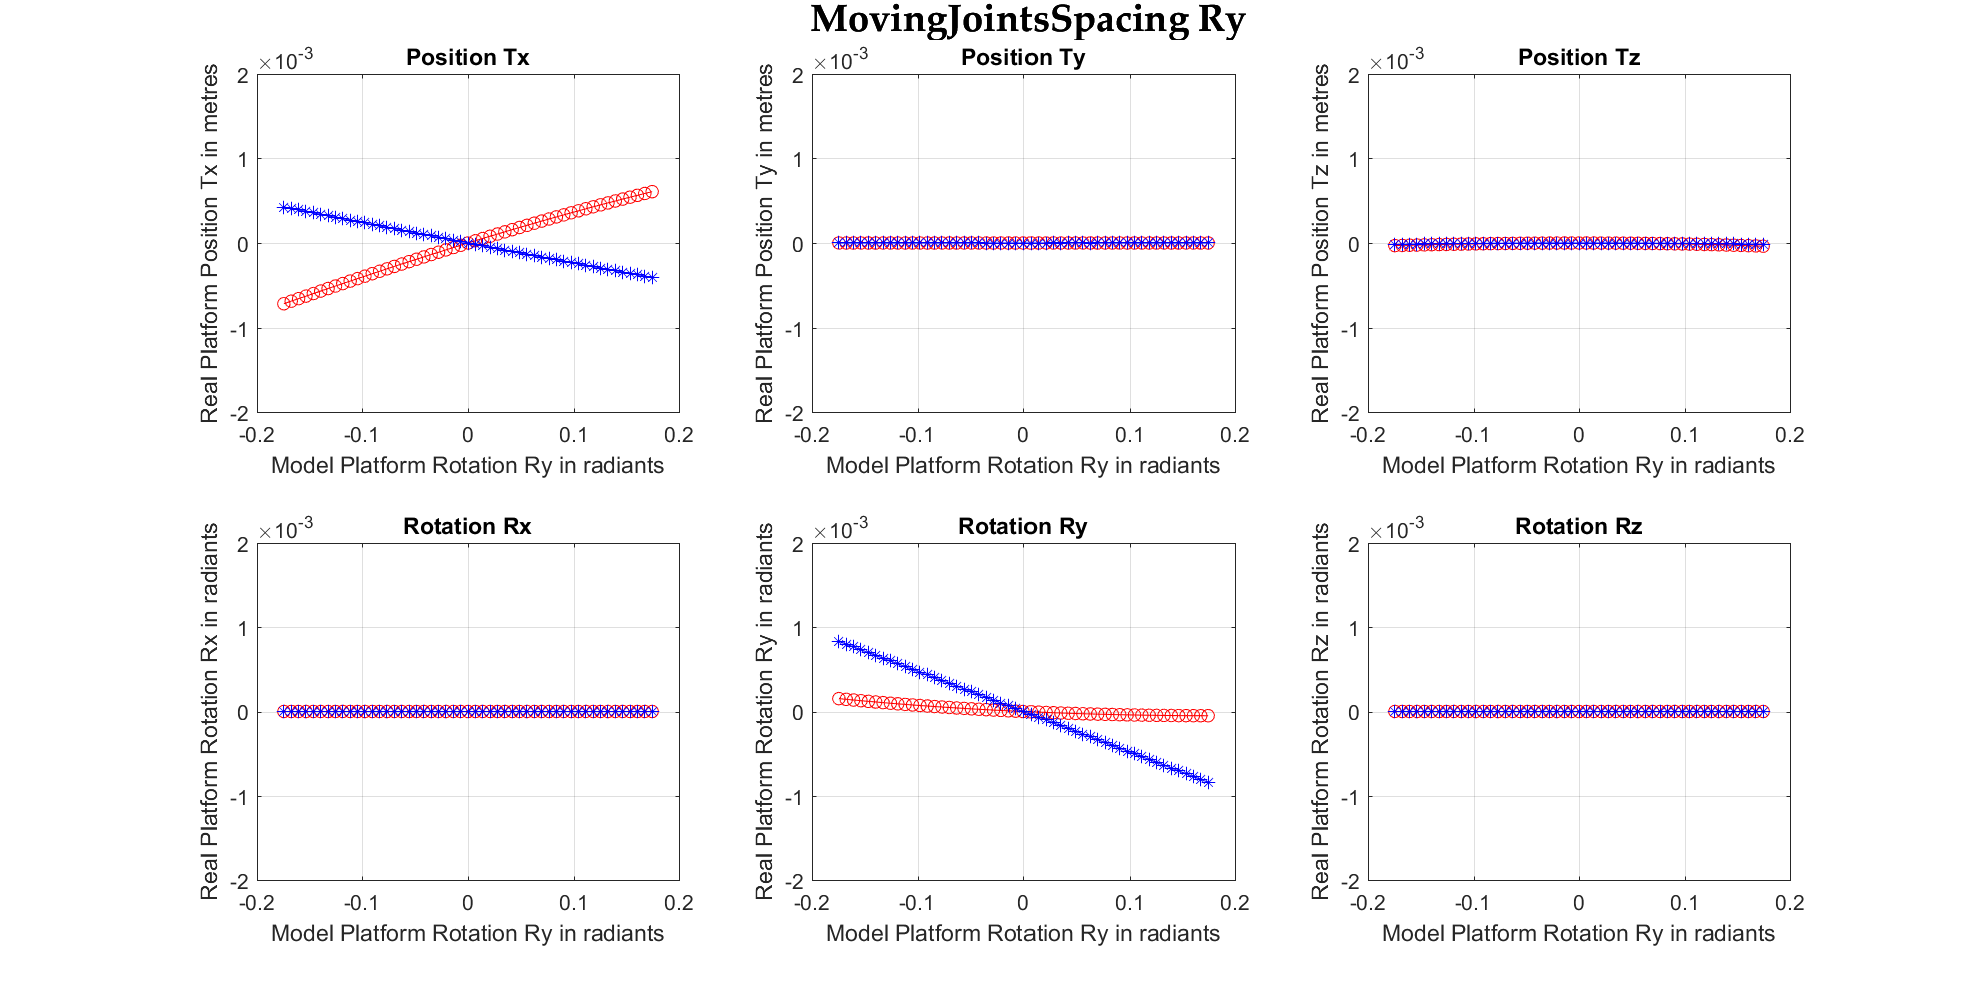 MovingJointsSpacing Ry
Position Tx
×10-3
Real Platform Position Tx in metres
2
1
0
-1
-2
-0.2 -0.1 0 0.1 0.2
Model Platform Rotation Ry in radiants
Position Ty
×10-3
Real Platform Position Ty in metres
2
1
0
-1
-2
-0.2 -0.1 0 0.1 0.2
Model Platform Rotation Ry in radiants
Position Tz
×10-3
Real Platform Position Tz in metres
2
1
0
-1
-2
-0.2 -0.1 0 0.1 0.2
Model Platform Rotation Ry in radiants
Rotation Rx
×10-3
Real Platform Rotation Rx in radiants
2
1
0
-1
-2
-0.2 -0.1 0 0.1 0.2
Model Platform Rotation Ry in radiants
Rotation Ry
×10-3
Real Platform Rotation Ry in radiants
2
1
0
-1
-2
-0.2 -0.1 0 0.1 0.2
Model Platform Rotation Ry in radiants
Rotation Rz
×10-3
Real Platform Rotation Rz in radiants
2
1
0
-1
-2
-0.2 -0.1 0 0.1 0.2
Model Platform Rotation Ry in radiants